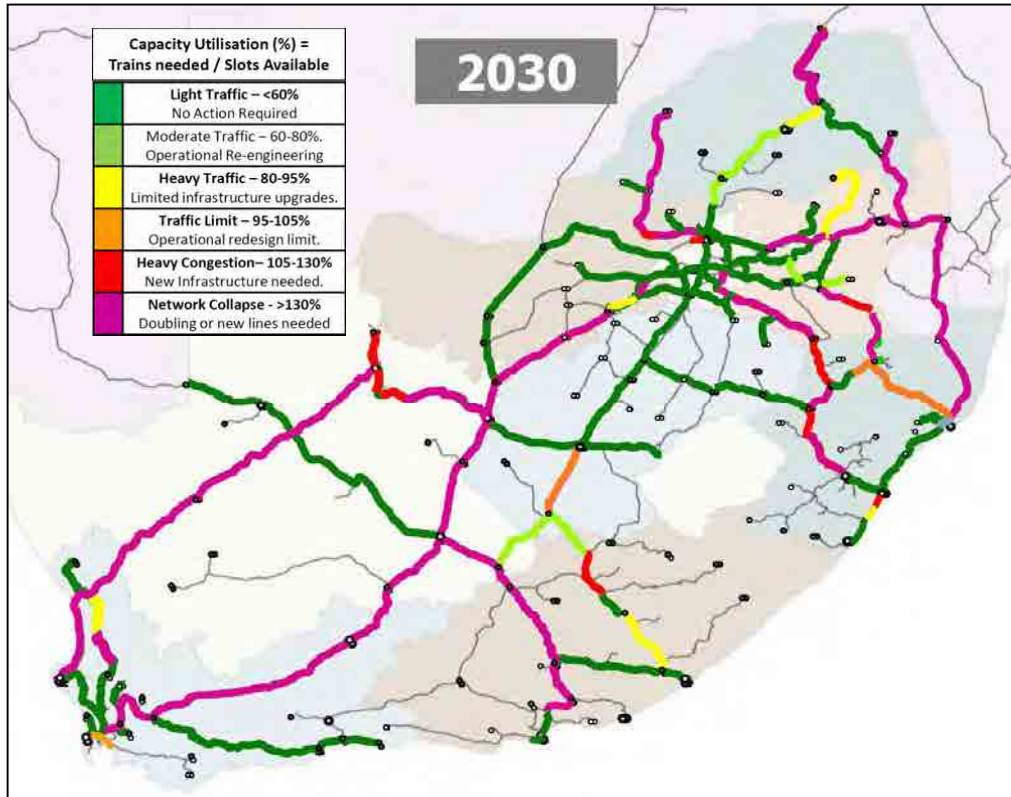 Capacity Utilisation (%) =
Trains needed / Slots Available
Light Traffic – <60%
No Action Required
Moderate Traffic – 60-80%.
Operational Re-engineering
Heavy Traffic – 80-95%
Limited infrastructure upgrades.
Traffic Limit – 95-105%
Operational redesign limit.
Heavy Congestion– 105-130%
New Infrastructure needed.
Network Collapse - >130%
Doubling or new lines needed
2030